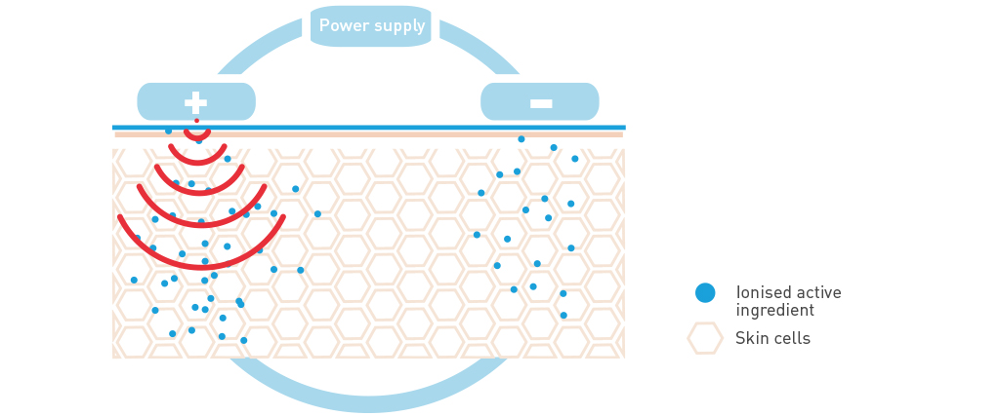 Power supply
+
-
Ionised active
ingredient
Skin cells